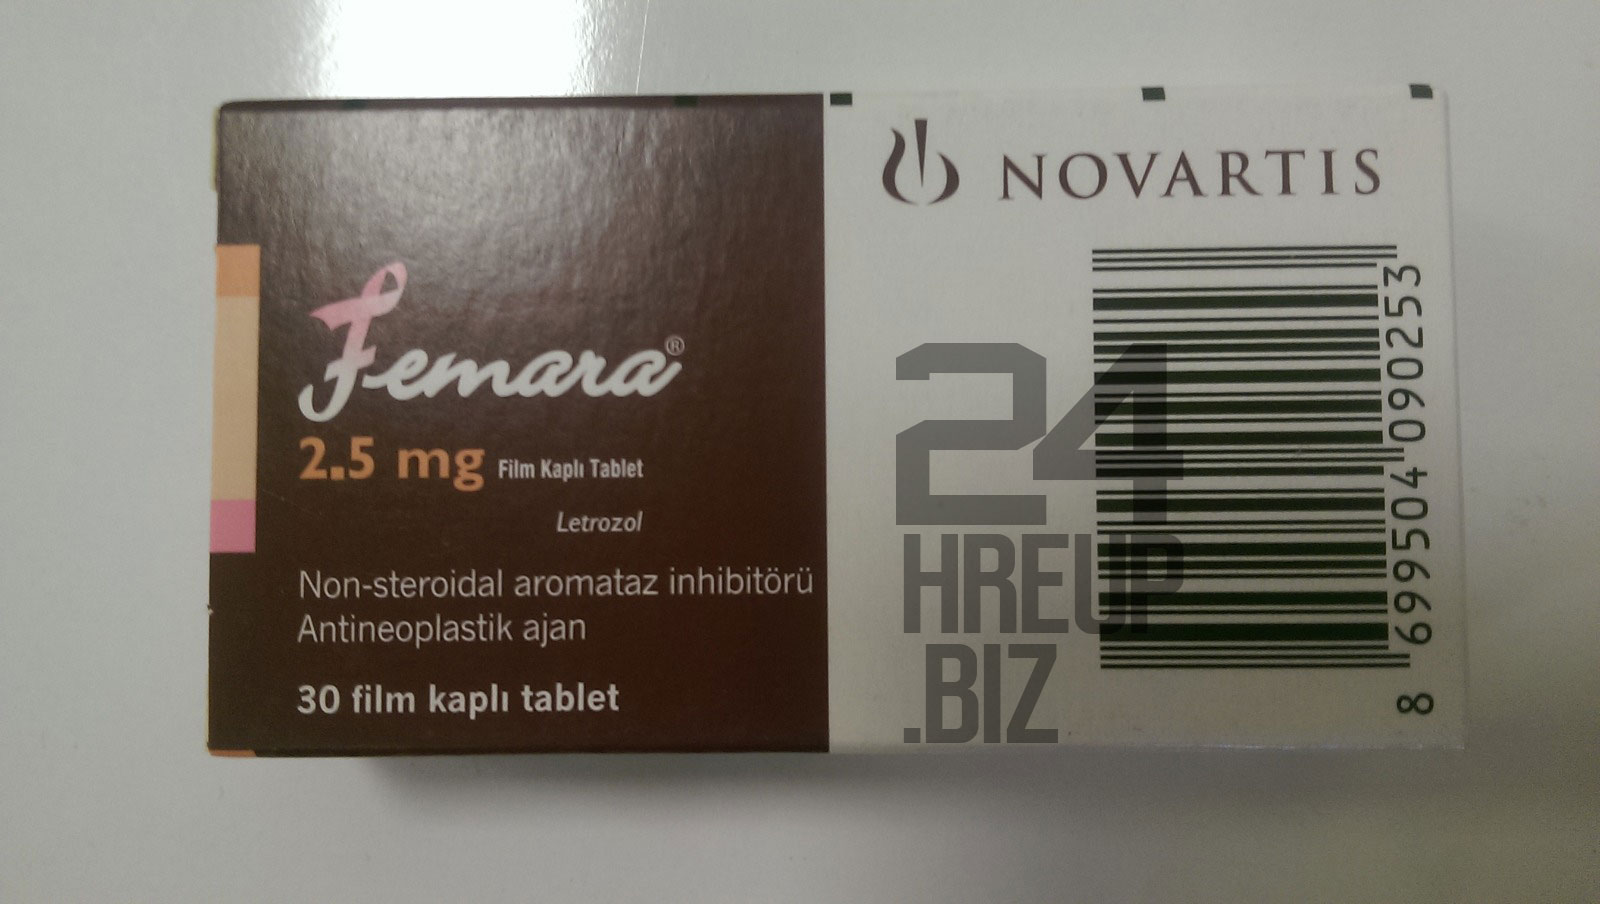 Femara®
2.5 mg Film Kaplı Tablet
Letrozol
Non-steroidal aromataz inhibitörü
Antineoplastik ajan
30 film kaplı tablet
NOVARTIS
8 699504 090253
24
HREUP
.BIZ